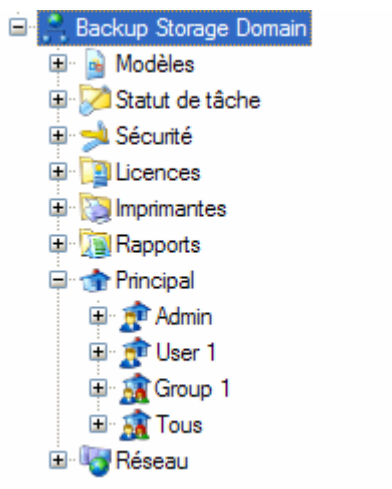 Backup Storage Domain
Modèles
Statut de tâche
Sécurité
Licences
Imprimantes
Rapports
Principal
Admin
User 1
Group 1
Tous
Réseau